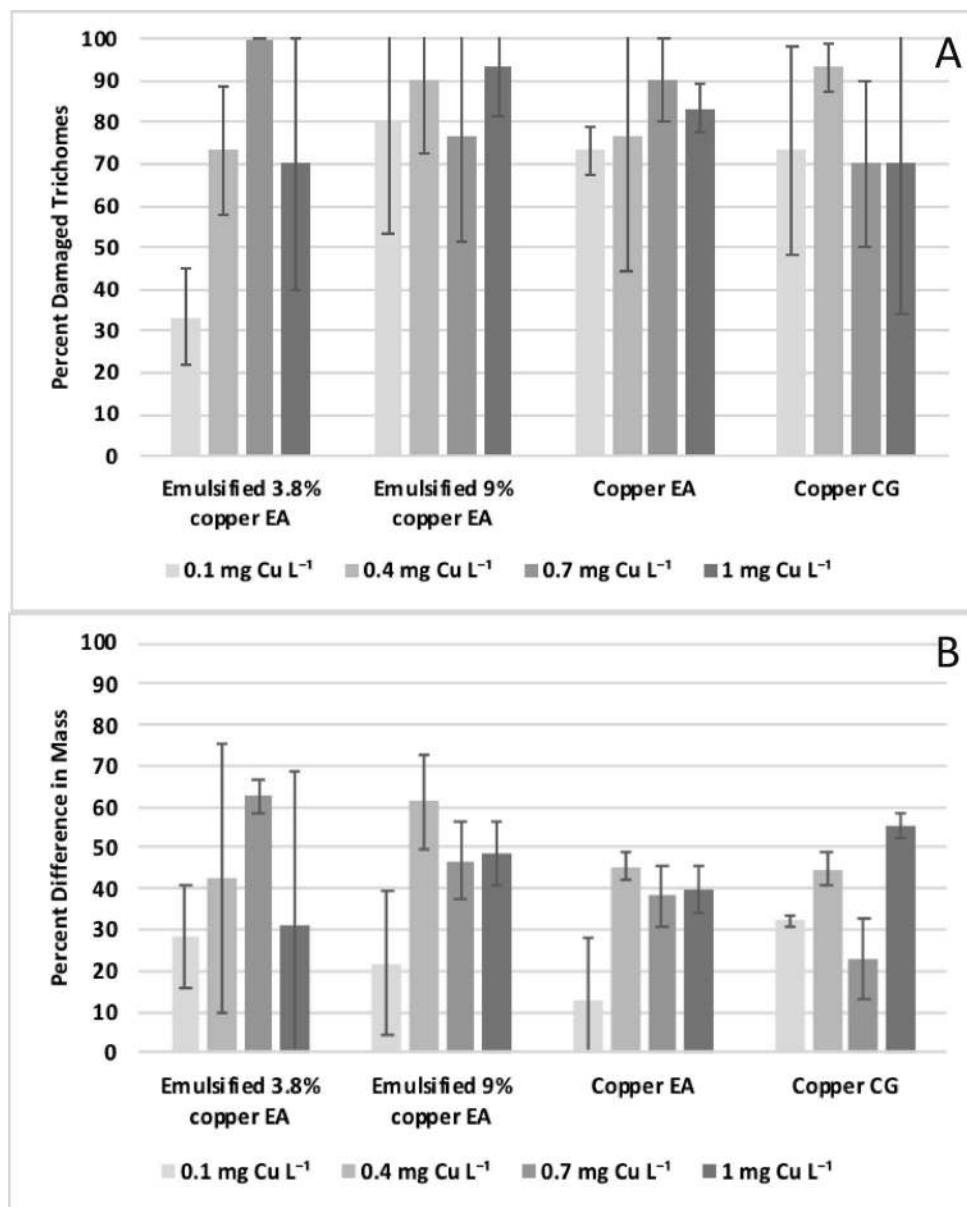 A
Percent Damaged Trichomes
100
90
80
70
60
50
40
30
20
10
0
Emulsified 3.8%
copper EA
Emulsified 9%
copper EA
Copper EA
Copper CG
0.1 mg Cu L⁻¹
0.4 mg Cu L⁻¹
0.7 mg Cu L⁻¹
1 mg Cu L⁻¹
B
Percent Difference in Mass
100
90
80
70
60
50
40
30
20
10
0
Emulsified 3.8%
copper EA
Emulsified 9%
copper EA
Copper EA
Copper CG
0.1 mg Cu L⁻¹
0.4 mg Cu L⁻¹
0.7 mg Cu L⁻¹
1 mg Cu L⁻¹